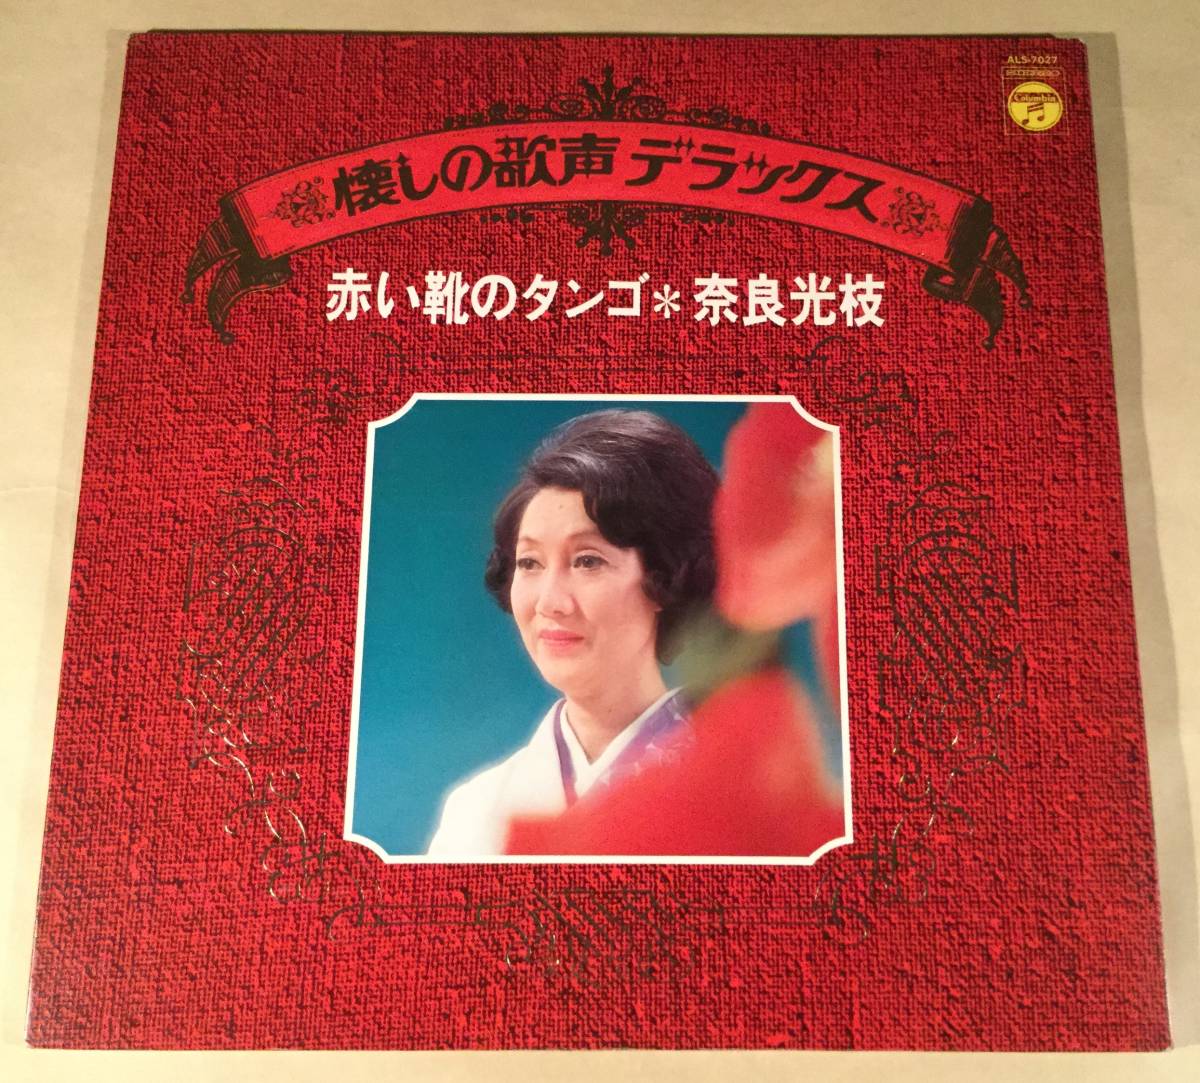 ALS-7027
STEREO
Columbia
懐しの歌声 デラックス
赤い靴のタンゴ＊奈良光枝